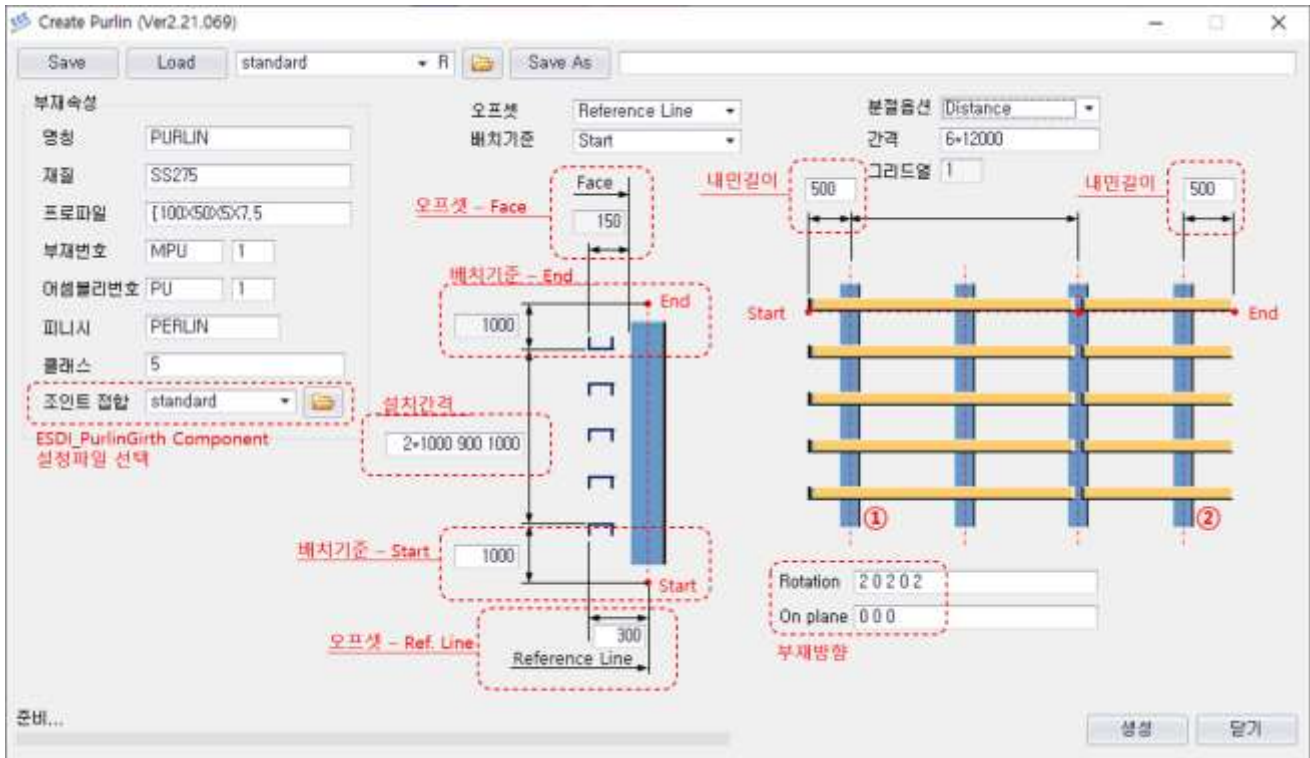 Create Purlin (Ver2.21.069)
Save Load standard R Save As
부재속성
명칭 PURLIN
재질 SS275
프로파일 [100X50X5X7.5
부재번호 MPU 1
어셈블리번호 PU 1
피니시 PERLIN
클래스 5
조인트 접합 standard
ESDI_PurlinGirth Component
설정파일 선택
오프셋 Reference Line
배치기준 Start
오프셋 – Face
Face
150
배치기준 – End
1000
End
설치간격
2*1000 900 1000
배치기준 – Start
1000
Start
오프셋 – Ref. Line
300
Reference Line
분절옵션 Distance
간격 6*12000
그리드열 1
내민길이 500
내민길이 500
Start
End
①
②
Rotation 2 0 2 0 2
On plane 0 0 0
부재방향
준비...
생성 닫기